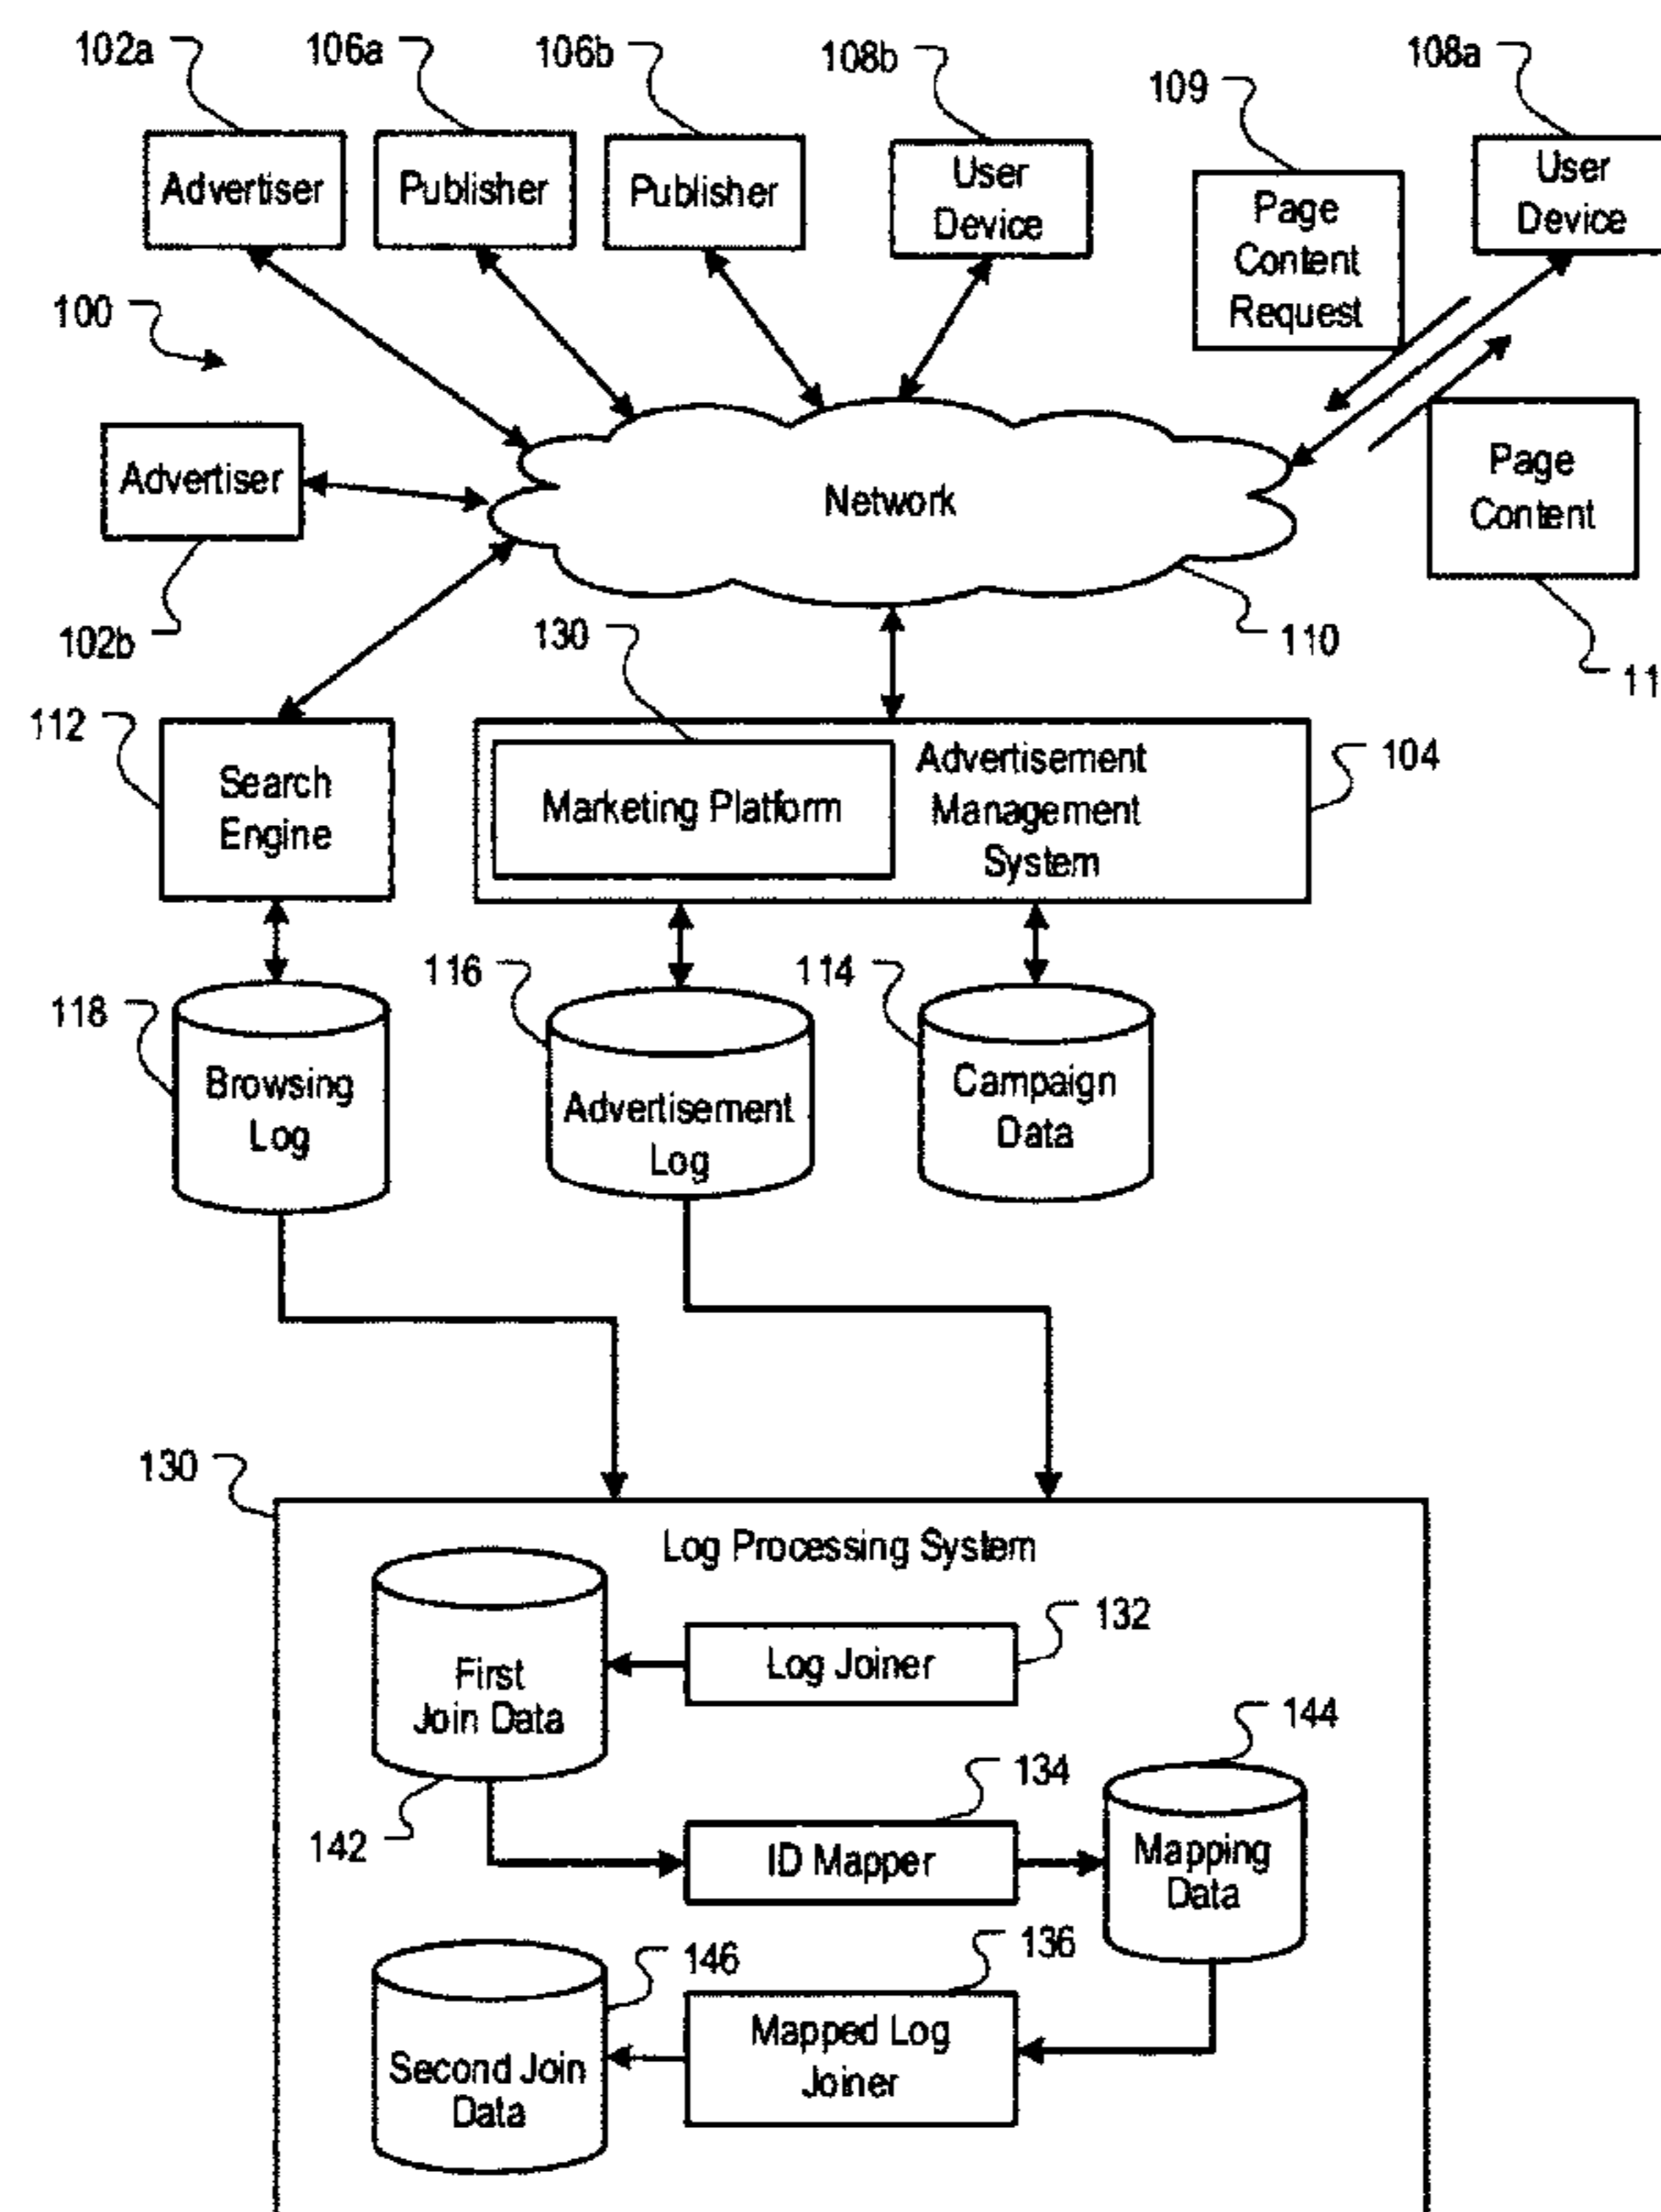 102a
106a
106b
108b
109
108a
Advertiser
Publisher
Publisher
User
Device
Page
Content
Request
User
Device
100
Advertiser
Network
Page
Content
102b
130
110
11
112
Search
Engine
Marketing Platform
Advertisement
Management
System
104
116
114
118
Browsing
Log
Advertisement
Log
Campaign
Data
130
Log Processing System
132
First
Join Data
Log Joiner
144
134
142
ID Mapper
Mapping
Data
146
136
Second Join
Data
Mapped Log
Joiner